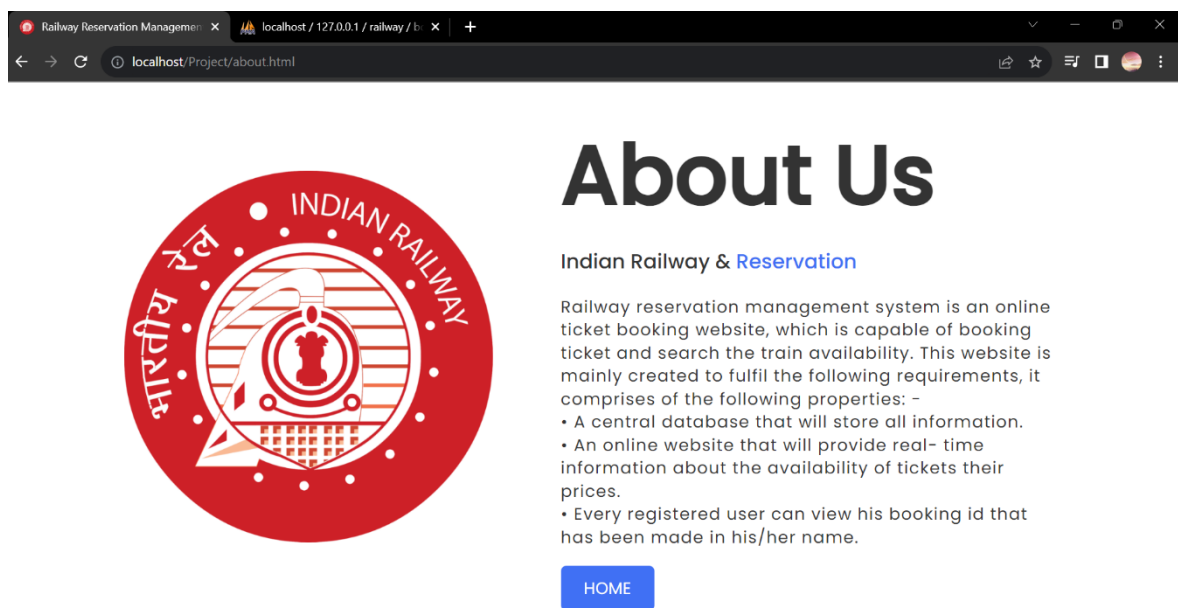 Railway Reservation Managemen
localhost / 127.0.0.1 / railway / b
localhost/Project/about.html
भारतीय रेल
INDIAN RAILWAY
About Us
Indian Railway & Reservation
Railway reservation management system is an online
ticket booking website, which is capable of booking
ticket and search the train availability. This website is
mainly created to fulfil the following requirements, it
comprises of the following properties: -
• A central database that will store all information.
• An online website that will provide real- time
information about the availability of tickets their
prices.
• Every registered user can view his booking id that
has been made in his/her name.
HOME